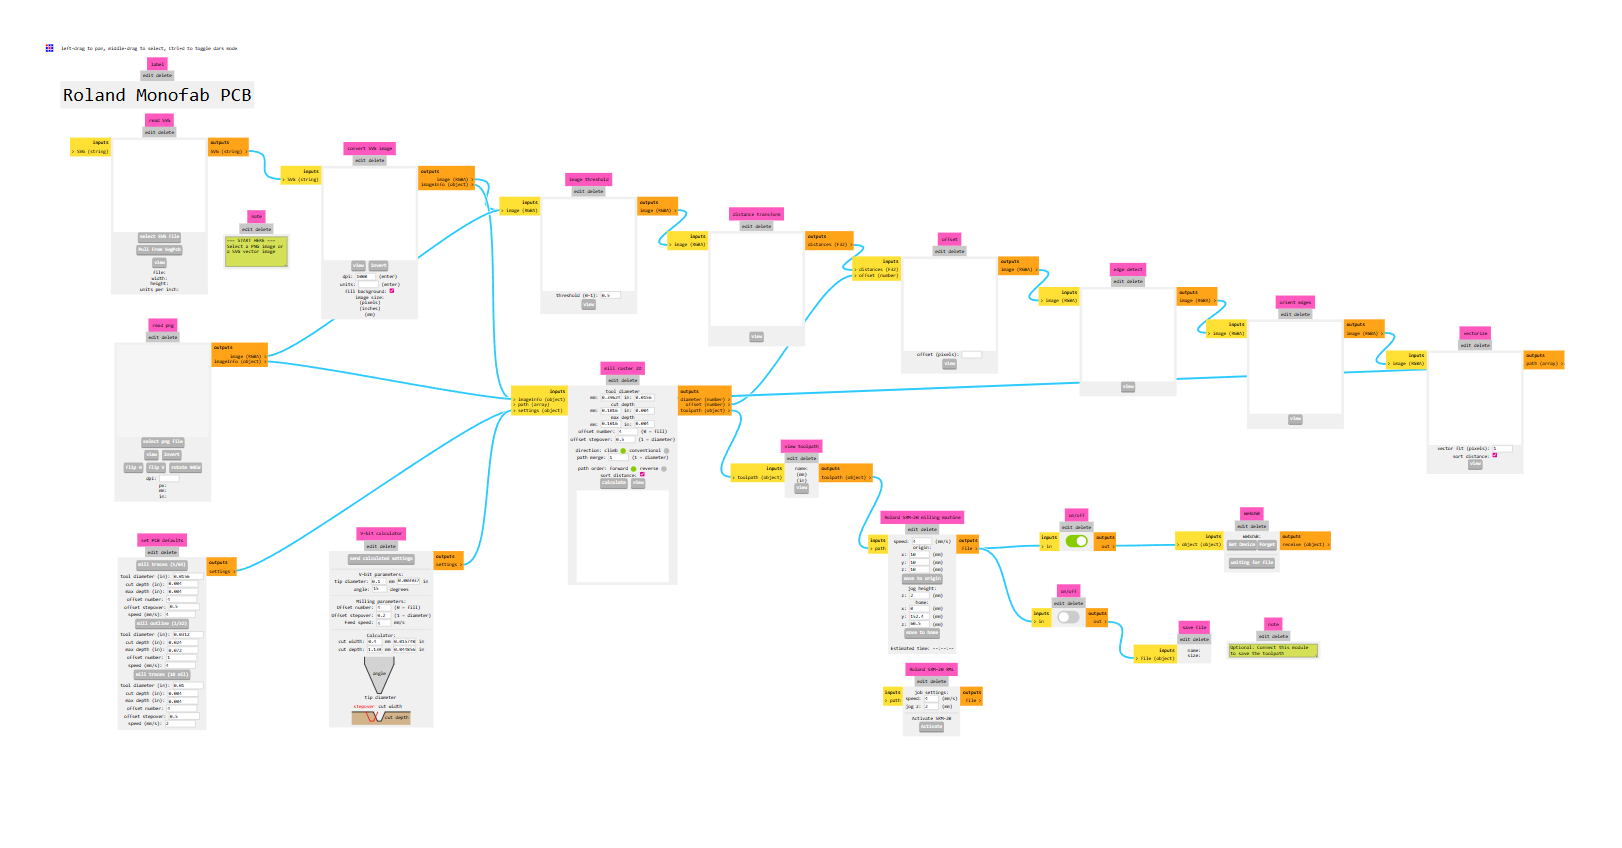 left-drag to pan, middle-drag to select, Ctrl+d to toggle dark mode
label
edit delete
Roland Monofab PCB
read SVG
edit delete
inputs
> SVG (string)
outputs
SVG (string) >
select SVG file
Pull From SvgPcb
view
file:
width:
height:
units per inch:
note
edit delete
--- START HERE ---
Select a PNG image or
a SVG vector image
convert SVG image
edit delete
inputs
> SVG (string)
outputs
image (RGBA) >
imageInfo (object) >
view invert
dpi: 1000 (enter)
units: (enter)
fill background:
image size:
(pixels)
(inches)
(mm)
image threshold
edit delete
inputs
> image (RGBA)
outputs
image (RGBA) >
threshold (0-1): 0.5
view
distance transform
edit delete
inputs
> image (RGBA)
outputs
distances (F32) >
view
offset
edit delete
inputs
> distances (F32)
> offset (number)
outputs
image (RGBA) >
offset (pixels):
view
edge detect
edit delete
inputs
> image (RGBA)
outputs
image (RGBA) >
view
orient edges
edit delete
inputs
> image (RGBA)
outputs
image (RGBA) >
view
vectorize
edit delete
inputs
> image (RGBA)
outputs
path (array) >
vector fit (pixels): 1
sort distance:
view
read png
edit delete
outputs
image (RGBA) >
imageInfo (object) >
select png file
view invert
flip H flip V rotate 90CW
dpi:
px:
mm:
in:
mill raster 2D
edit delete
inputs
> imageInfo (object)
> path (array)
> settings (object)
outputs
diameter (number) >
offset (number) >
toolpath (object) >
tool diameter
mm: 0.39624 in: 0.0156
cut depth
mm: 0.1016 in: 0.004
max depth
mm: 0.1016 in: 0.004
offset number: 4 (0 = fill)
offset stepover: 0.5 (1 = diameter)
direction: climb conventional
path merge: 1 (1 = diameter)
path order: forward reverse
sort distance:
calculate view
view toolpath
edit delete
inputs
> toolpath (object)
outputs
toolpath (object) >
name:
(mm)
(in)
view
set PCB defaults
edit delete
outputs
settings >
mill traces (1/64)
tool diameter (in): 0.0156
cut depth (in): 0.004
max depth (in): 0.004
offset number: 4
offset stepover: 0.5
speed (mm/s): 4
mill outline (1/32)
tool diameter (in): 0.0312
cut depth (in): 0.024
max depth (in): 0.072
offset number: 1
speed (mm/s): 4
mill traces (10 mil)
tool diameter (in): 0.01
cut depth (in): 0.004
max depth (in): 0.004
offset number: 4
offset stepover: 0.5
speed (mm/s): 2
V-bit calculator
edit delete
outputs
settings >
send calculated settings
V-bit parameters:
tip diameter: 0.1 mm 0.003937 in
angle: 15 degrees
Milling parameters:
Offset number: 4 (0 = fill)
Offset stepover: 0.2 (1 = diameter)
Feed speed: 4 mm/s
Calculator:
cut width: 0.4 mm 0.015748 in
cut depth: 1.139 mm 0.044856 in
angle
tip diameter
stepover cut width
cut depth
Roland SRM-20 milling machine
edit delete
inputs
> path
outputs
file >
speed: 4 (mm/s)
origin:
x: 10 (mm)
y: 10 (mm)
z: 10 (mm)
move to origin
jog height:
z: 2 (mm)
home:
x: 0 (mm)
y: 152.4 (mm)
z: 60.5 (mm)
move to home
Estimated time: --:--:--
on/off
edit delete
inputs
> in
outputs
out >
WebUSB
edit delete
inputs
> object (object)
outputs
receive (object) >
WebUSB:
Get Device Forget
waiting for file
on/off
edit delete
inputs
> in
outputs
out >
save file
edit delete
inputs
> file (object)
name:
size:
note
edit delete
Optional: Connect this module
to save the toolpath
Roland SRM-20 RML
edit delete
inputs
> path
outputs
file >
job settings:
speed: 4 (mm/s)
jog z: 2 (mm)
Activate SRM-20
Activate